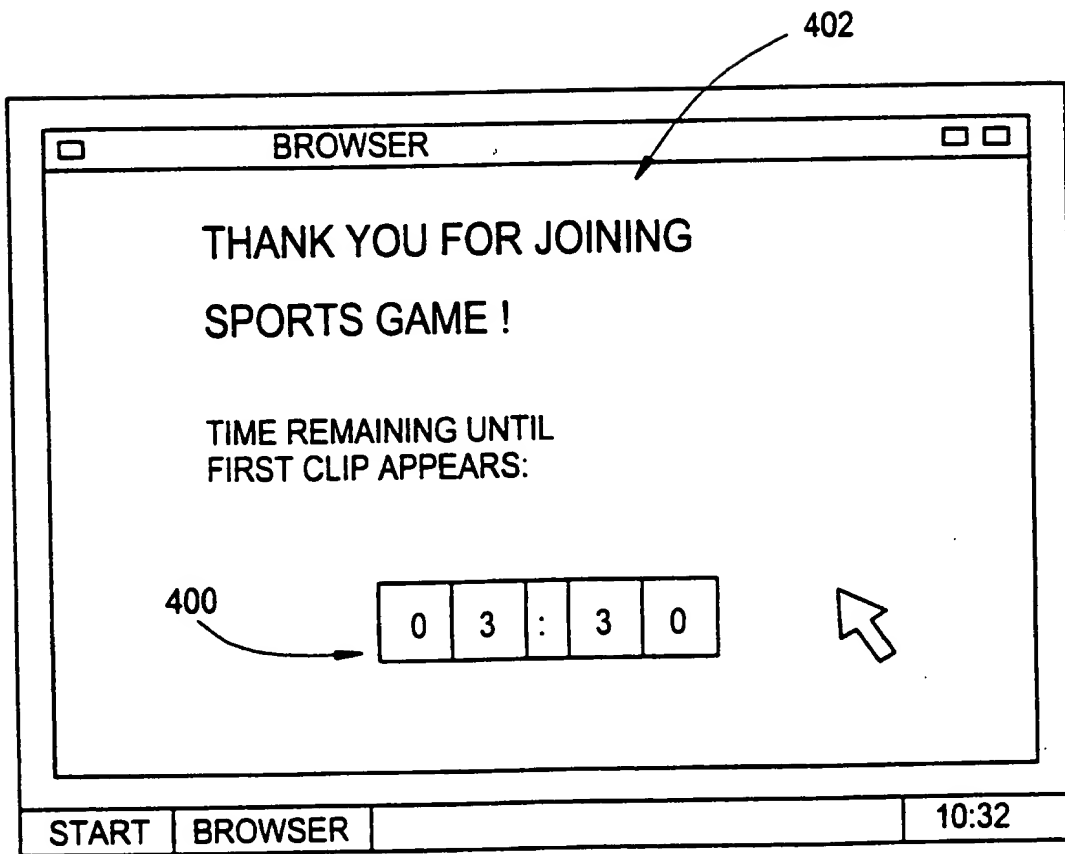 402
BROWSER
THANK YOU FOR JOINING
SPORTS GAME !
TIME REMAINING UNTIL
FIRST CLIP APPEARS:
400
0 3 : 3 0
START BROWSER 10:32